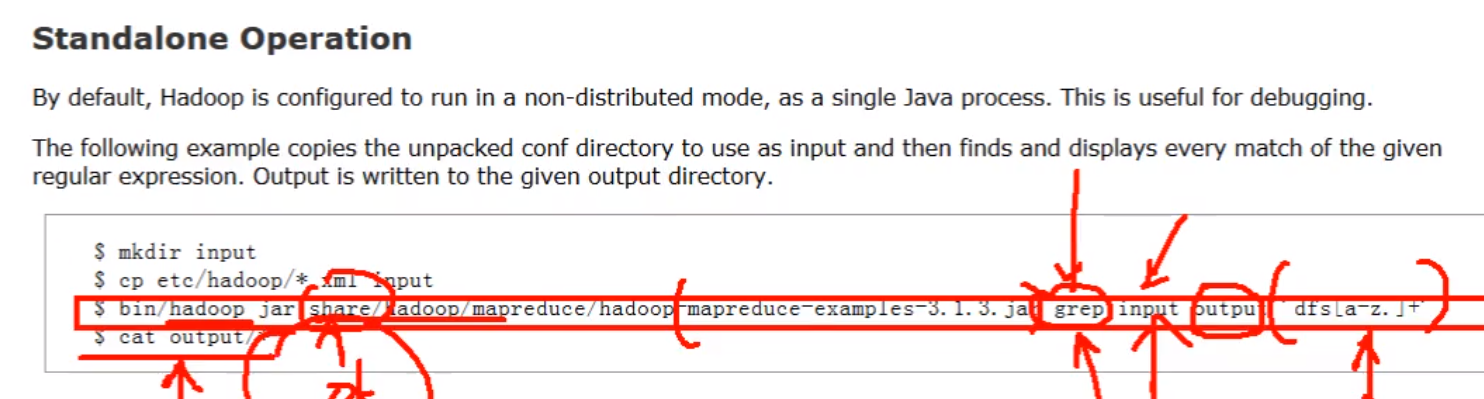 Standalone Operation
By default, Hadoop is configured to run in a non-distributed mode, as a single Java process. This is useful for debugging.
The following example copies the unpacked conf directory to use as input and then finds and displays every match of the given
regular expression. Output is written to the given output directory.
$ mkdir input
$ cp etc/hadoop/*.xml input
$ bin/hadoop jar share/hadoop/mapreduce/hadoop-mapreduce-examples-3.1.3.jar grep input output 'dfs[a-z.]+'
$ cat output/*